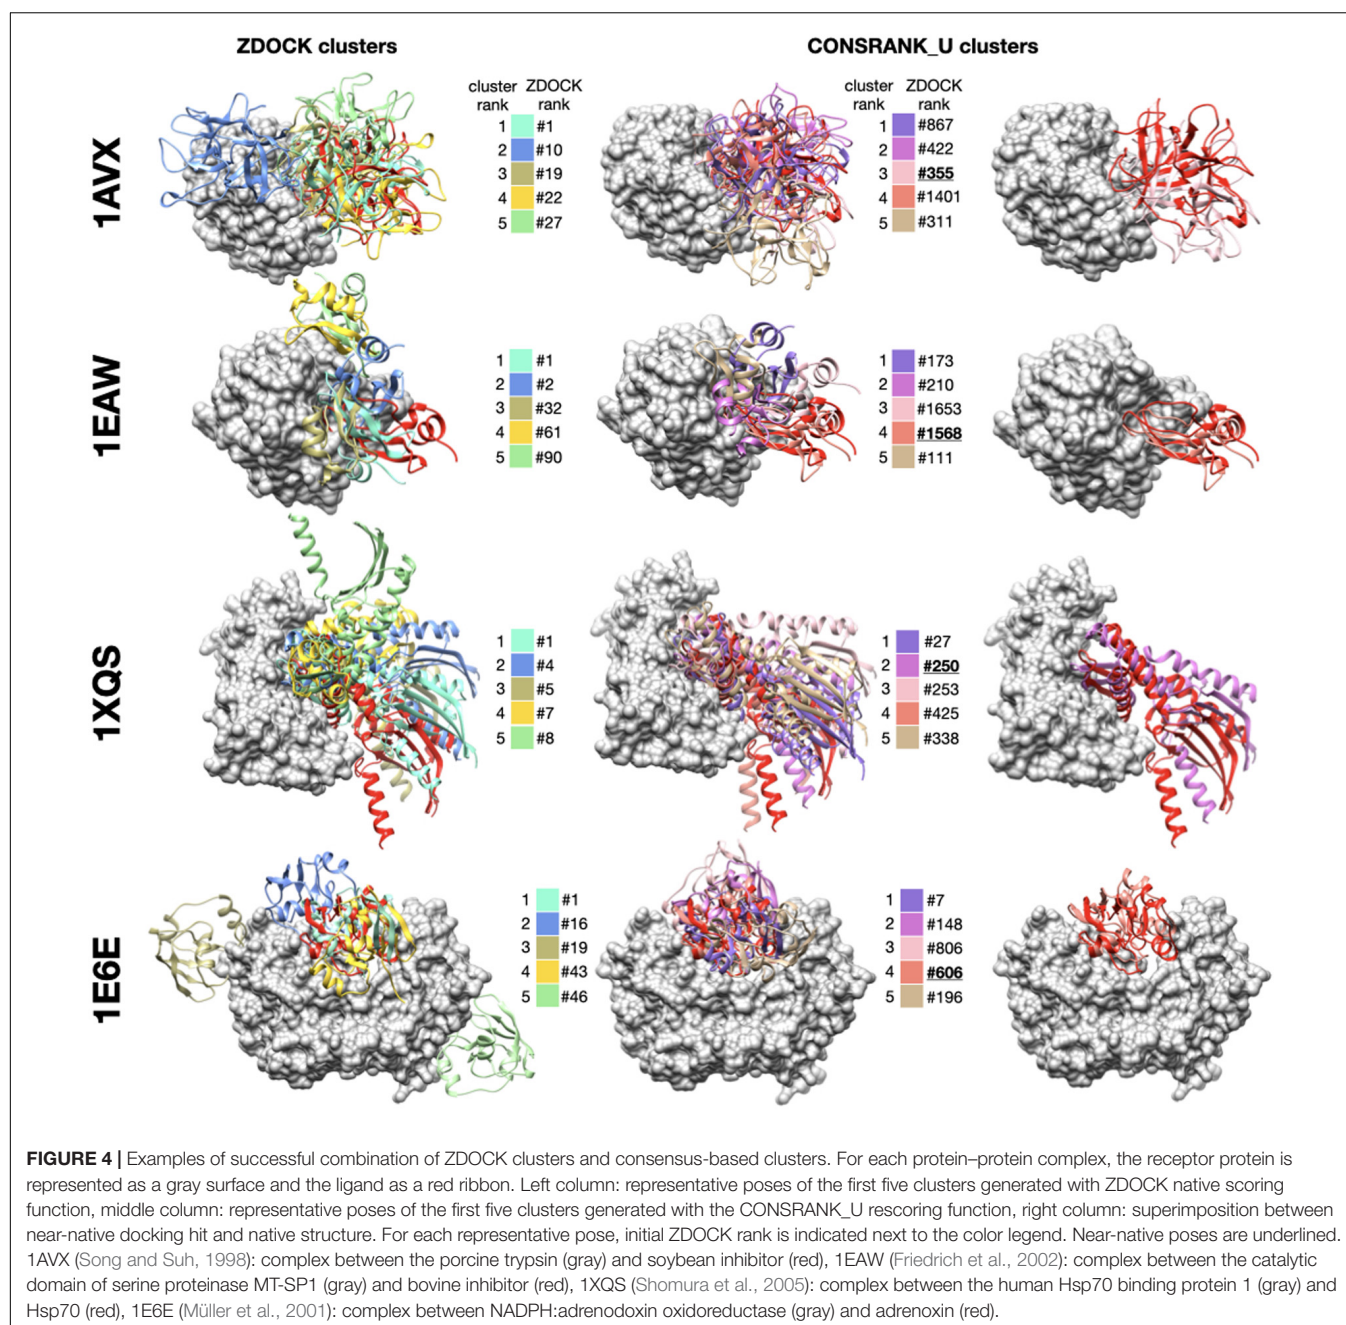 ZDOCK clusters
CONSRANK_U clusters
1AVX
cluster rank ZDOCK rank
1 #1
2 #10
3 #19
4 #22
5 #27
cluster rank ZDOCK rank
1 #867
2 #422
3 #355
4 #1401
5 #311
1EAW
1 #1
2 #2
3 #32
4 #61
5 #90
1 #173
2 #210
3 #1653
4 #1568
5 #111
1XQS
1 #1
2 #4
3 #5
4 #7
5 #8
1 #27
2 #250
3 #253
4 #425
5 #338
1E6E
1 #1
2 #16
3 #19
4 #43
5 #46
1 #7
2 #148
3 #806
4 #606
5 #196
FIGURE 4 | Examples of successful combination of ZDOCK clusters and consensus-based clusters. For each protein–protein complex, the receptor protein is
represented as a gray surface and the ligand as a red ribbon. Left column: representative poses of the first five clusters generated with ZDOCK native scoring
function, middle column: representative poses of the first five clusters generated with the CONSRANK_U rescoring function, right column: superimposition between
near-native docking hit and native structure. For each representative pose, initial ZDOCK rank is indicated next to the color legend. Near-native poses are underlined.
1AVX (Song and Suh, 1998): complex between the porcine trypsin (gray) and soybean inhibitor (red), 1EAW (Friedrich et al., 2002): complex between the catalytic
domain of serine proteinase MT-SP1 (gray) and bovine inhibitor (red), 1XQS (Shomura et al., 2005): complex between the human Hsp70 binding protein 1 (gray) and
Hsp70 (red), 1E6E (Müller et al., 2001): complex between NADPH:adrenodoxin oxidoreductase (gray) and adrenoxin (red).